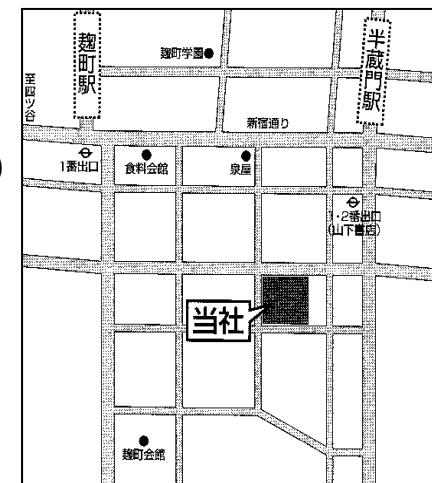 麹町駅
麹町学園
半蔵門駅
至四ツ谷
新宿通り
1番出口
食料会館
泉屋
1・2番出口
(山下書店)
当社
麹町会館